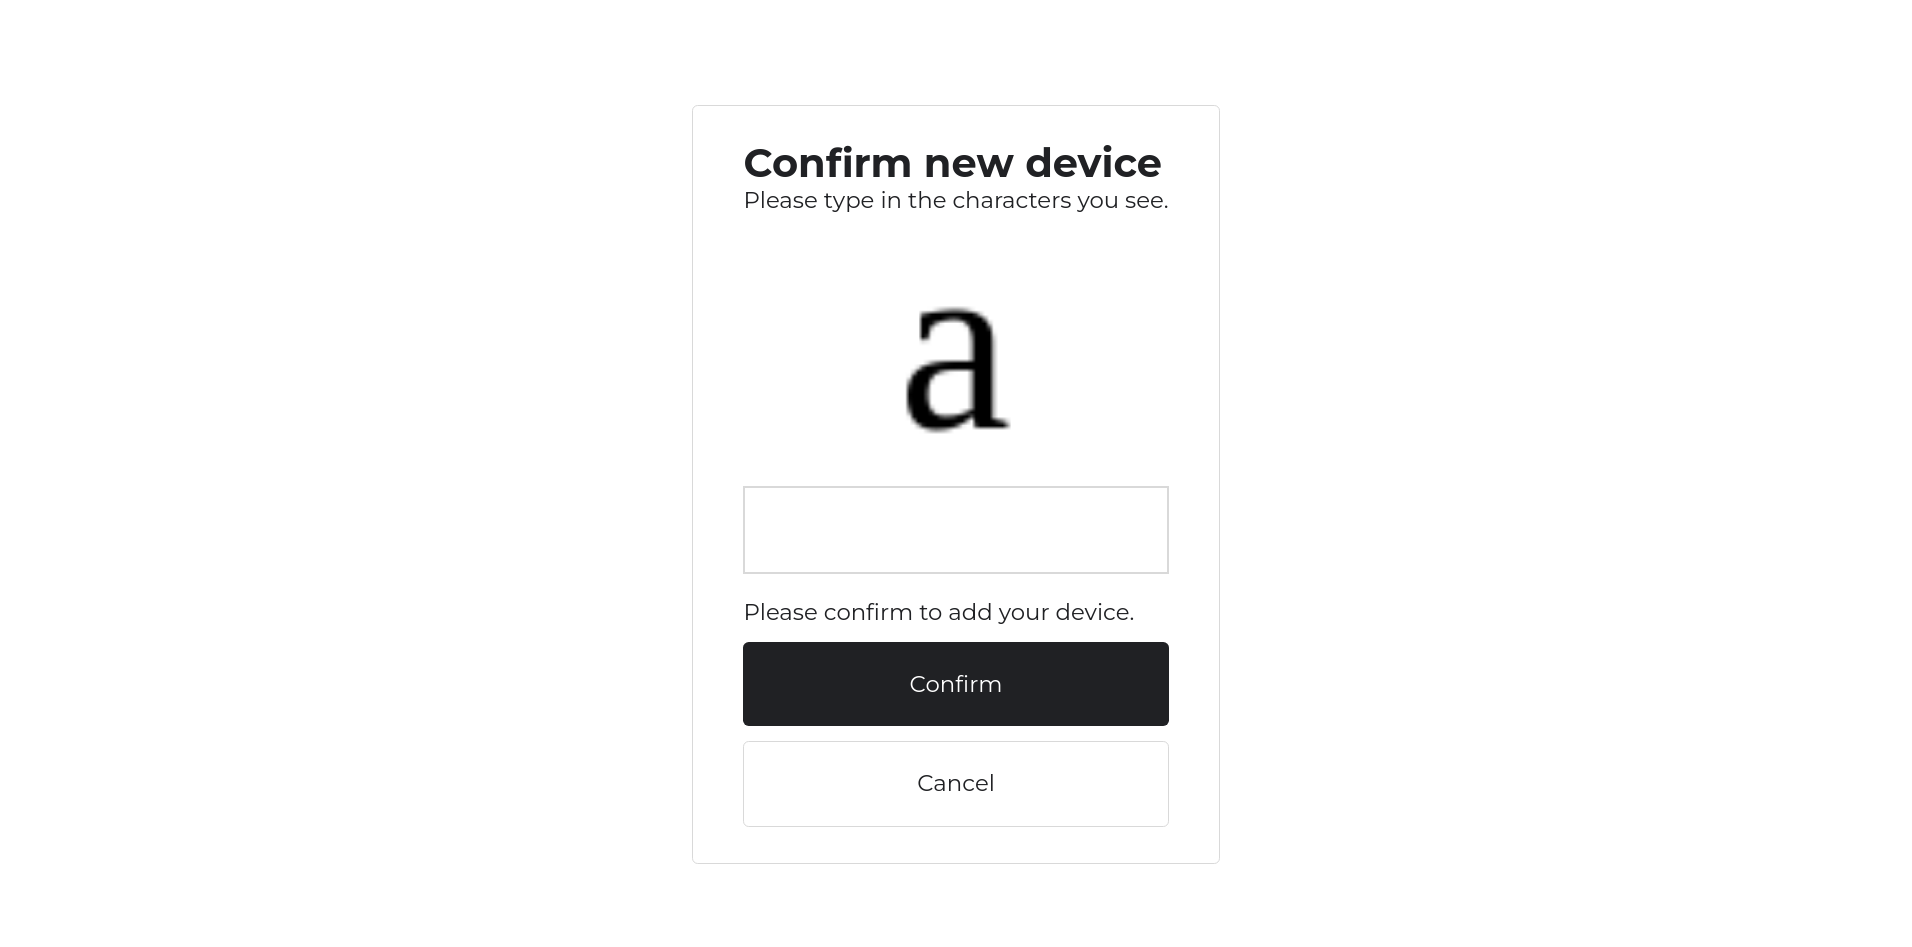 Confirm new device
Please type in the characters you see.
a
Please confirm to add your device.
Confirm
Cancel